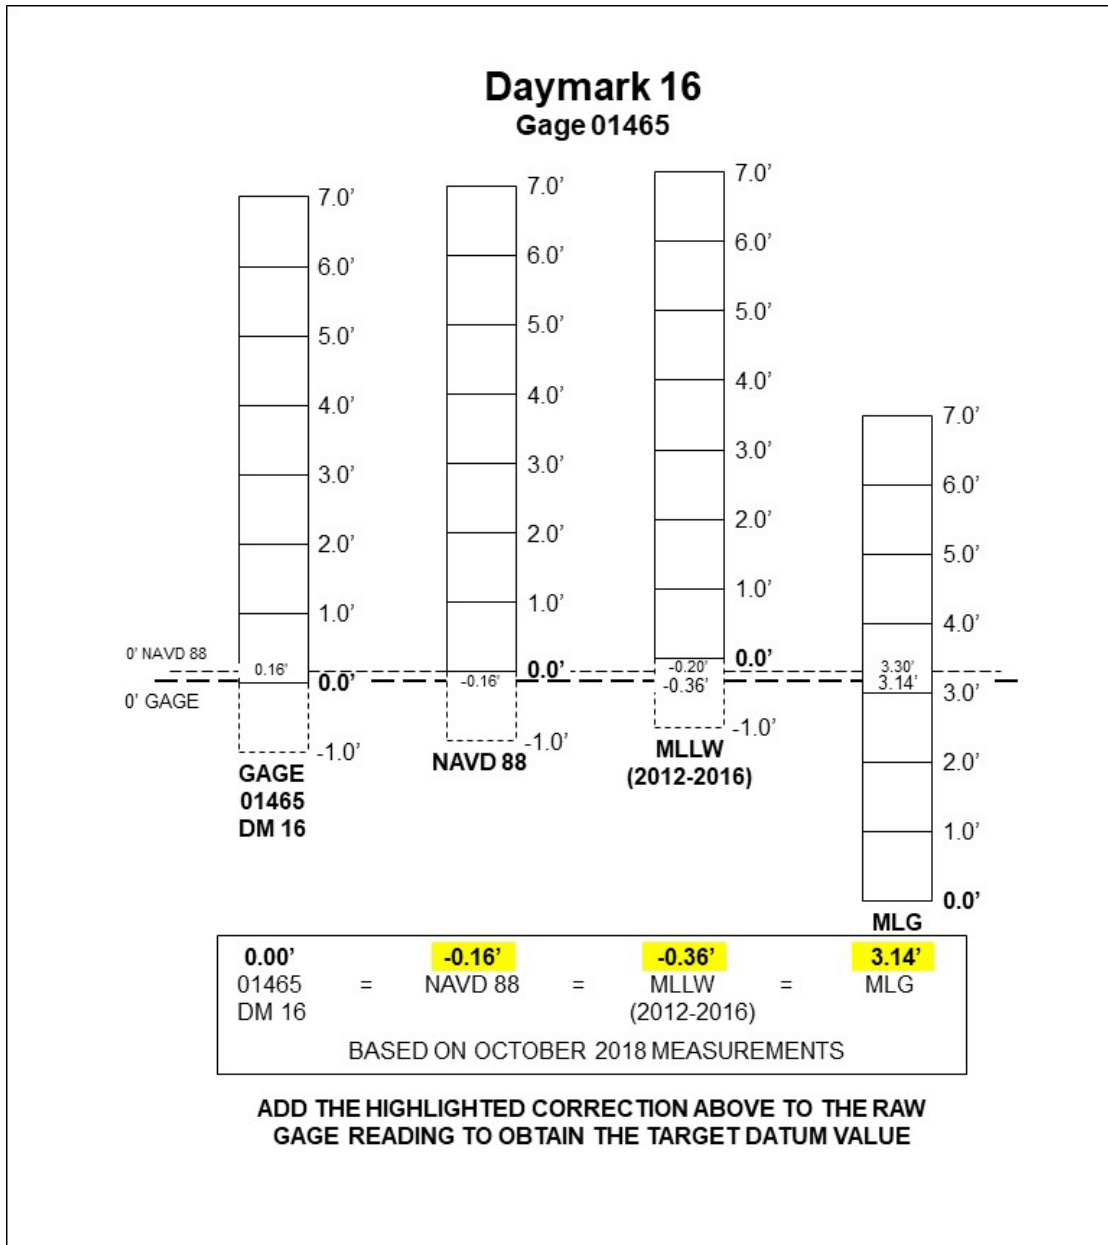 Daymark 16
Gage 01465
7.0’
6.0’
5.0’
4.0’
3.0’
2.0’
1.0’
0.0’
-1.0’
0.16’
0’ NAVD 88
0’ GAGE
GAGE
01465
DM 16
7.0’
6.0’
5.0’
4.0’
3.0’
2.0’
1.0’
0.0’
-0.16’
-1.0’
NAVD 88
7.0’
6.0’
5.0’
4.0’
3.0’
2.0’
1.0’
0.0’
-0.20’
-0.36’
-1.0’
MLLW
(2012-2016)
7.0’
6.0’
5.0’
4.0’
3.30’
3.14’
3.0’
2.0’
1.0’
0.0’
MLG
0.00’ -0.16’ -0.36’ 3.14’
01465 = NAVD 88 = MLLW = MLG
DM 16 (2012-2016)
BASED ON OCTOBER 2018 MEASUREMENTS
ADD THE HIGHLIGHTED CORRECTION ABOVE TO THE RAW
GAGE READING TO OBTAIN THE TARGET DATUM VALUE